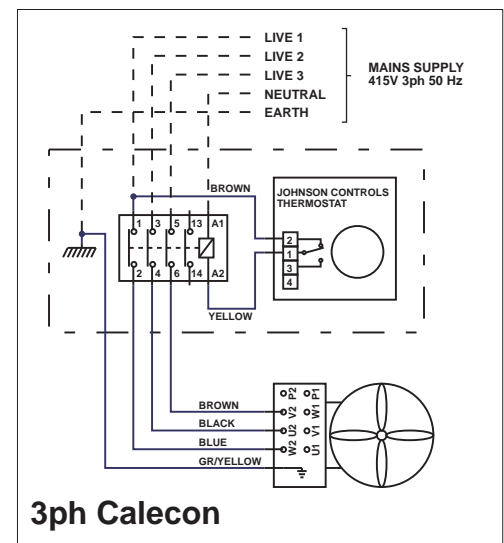 LIVE 1
LIVE 2
LIVE 3
NEUTRAL
EARTH
MAINS SUPPLY
415V 3ph 50 Hz
BROWN
JOHNSON CONTROLS
THERMOSTAT
1 3 5 13 A1
2 4 6 14 A2
2
1
3
4
YELLOW
P2 P1
V2 W1
U2 V1
W2 U1
BROWN
BLACK
BLUE
GR/YELLOW
3ph Calecon